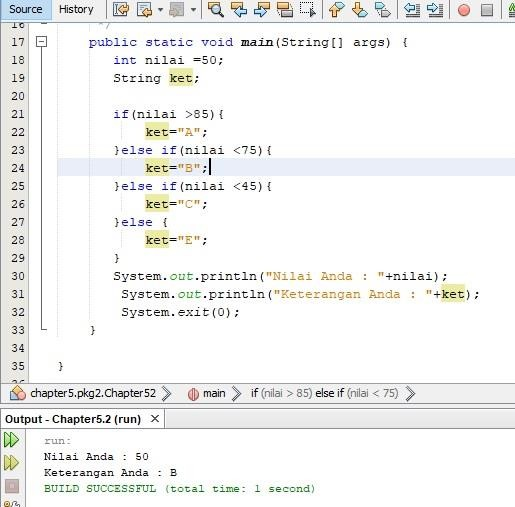 Source History
16 */
17 public static void main(String[] args) {
18 int nilai =50;
19 String ket;
20
21 if(nilai >85){
22 ket="A";
23 }else if(nilai <75){
24 ket="B";
25 }else if(nilai <45){
26 ket="C";
27 }else {
28 ket="E";
29 }
30 System.out.println("Nilai Anda : "+nilai);
31 System.out.println("Keterangan Anda : "+ket);
32 System.exit(0);
33 }
34
35 }
chapter5.pkg2.Chapter52 main if (nilai > 85) else if (nilai < 75)
Output - Chapter5.2 (run) ×
run:
Nilai Anda : 50
Keterangan Anda : B
BUILD SUCCESSFUL (total time: 1 second)